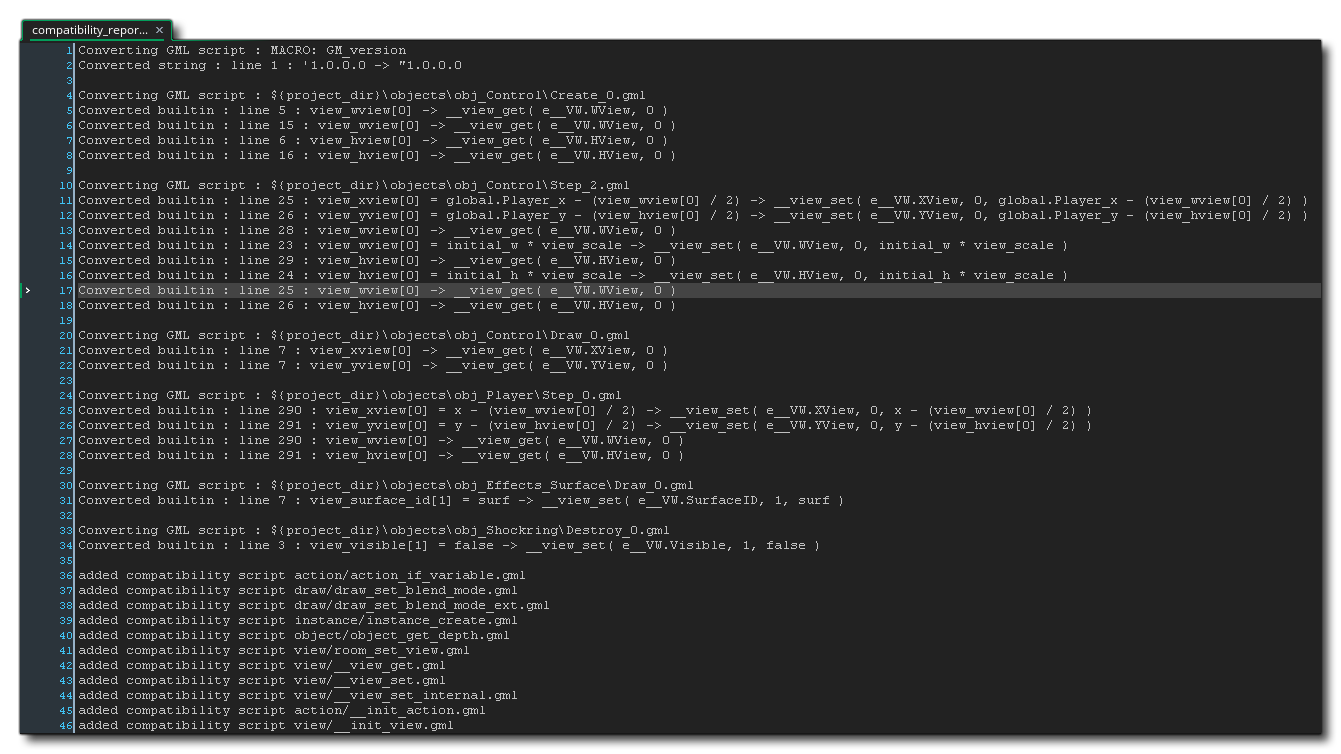 compatibility_repor... ×
1 Converting GML script : MACRO: GM_version
2 Converted string : line 1 : '1.0.0.0 -> "1.0.0.0
3
4 Converting GML script : ${project_dir}\objects\obj_Control\Create_0.gml
5 Converted builtin : line 5 : view_wview[0] -> __view_get( e__VW.WView, 0 )
6 Converted builtin : line 15 : view_wview[0] -> __view_get( e__VW.WView, 0 )
7 Converted builtin : line 6 : view_hview[0] -> __view_get( e__VW.HView, 0 )
8 Converted builtin : line 16 : view_hview[0] -> __view_get( e__VW.HView, 0 )
9
10 Converting GML script : ${project_dir}\objects\obj_Control\Step_2.gml
11 Converted builtin : line 25 : view_xview[0] = global.Player_x - (view_wview[0] / 2) -> __view_set( e__VW.XView, 0, global.Player_x - (view_wview[0] / 2) )
12 Converted builtin : line 26 : view_yview[0] = global.Player_y - (view_hview[0] / 2) -> __view_set( e__VW.YView, 0, global.Player_y - (view_hview[0] / 2) )
13 Converted builtin : line 28 : view_wview[0] -> __view_get( e__VW.WView, 0 )
14 Converted builtin : line 23 : view_wview[0] = initial_w * view_scale -> __view_set( e__VW.WView, 0, initial_w * view_scale )
15 Converted builtin : line 29 : view_hview[0] -> __view_get( e__VW.HView, 0 )
16 Converted builtin : line 24 : view_hview[0] = initial_h * view_scale -> __view_set( e__VW.HView, 0, initial_h * view_scale )
17 Converted builtin : line 25 : view_wview[0] -> __view_get( e__VW.WView, 0 )
18 Converted builtin : line 26 : view_hview[0] -> __view_get( e__VW.HView, 0 )
19
20 Converting GML script : ${project_dir}\objects\obj_Control\Draw_0.gml
21 Converted builtin : line 7 : view_xview[0] -> __view_get( e__VW.XView, 0 )
22 Converted builtin : line 7 : view_yview[0] -> __view_get( e__VW.YView, 0 )
23
24 Converting GML script : ${project_dir}\objects\obj_Player\Step_0.gml
25 Converted builtin : line 290 : view_xview[0] = x - (view_wview[0] / 2) -> __view_set( e__VW.XView, 0, x - (view_wview[0] / 2) )
26 Converted builtin : line 291 : view_yview[0] = y - (view_hview[0] / 2) -> __view_set( e__VW.YView, 0, y - (view_hview[0] / 2) )
27 Converted builtin : line 290 : view_wview[0] -> __view_get( e__VW.WView, 0 )
28 Converted builtin : line 291 : view_hview[0] -> __view_get( e__VW.HView, 0 )
29
30 Converting GML script : ${project_dir}\objects\obj_Effects_Surface\Draw_0.gml
31 Converted builtin : line 7 : view_surface_id[1] = surf -> __view_set( e__VW.SurfaceID, 1, surf )
32
33 Converting GML script : ${project_dir}\objects\obj_Shockring\Destroy_0.gml
34 Converted builtin : line 3 : view_visible[1] = false -> __view_set( e__VW.Visible, 1, false )
35
36 added compatibility script action/action_if_variable.gml
37 added compatibility script draw/draw_set_blend_mode.gml
38 added compatibility script draw/draw_set_blend_mode_ext.gml
39 added compatibility script instance/instance_create.gml
40 added compatibility script object/object_get_depth.gml
41 added compatibility script view/room_set_view.gml
42 added compatibility script view/__view_get.gml
43 added compatibility script view/__view_set.gml
44 added compatibility script view/__view_set_internal.gml
45 added compatibility script action/__init_action.gml
46 added compatibility script view/__init_view.gml